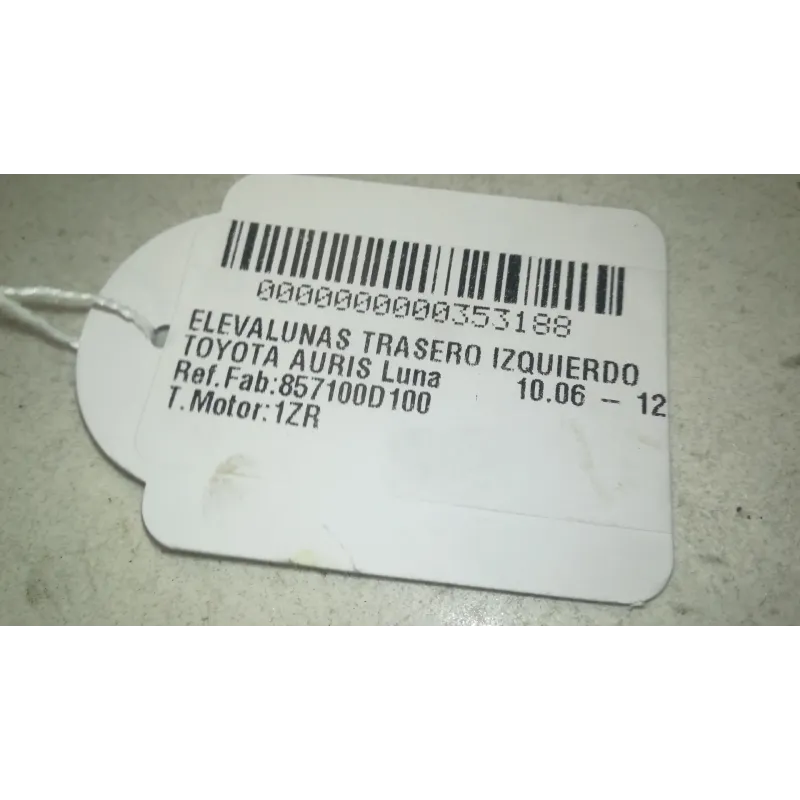 0000000000353188
ELEVALUNAS TRASERO IZQUIERDO
TOYOTA AURIS Luna 10.06 – 12
Ref.Fab:857100D100
T.Motor:1ZR